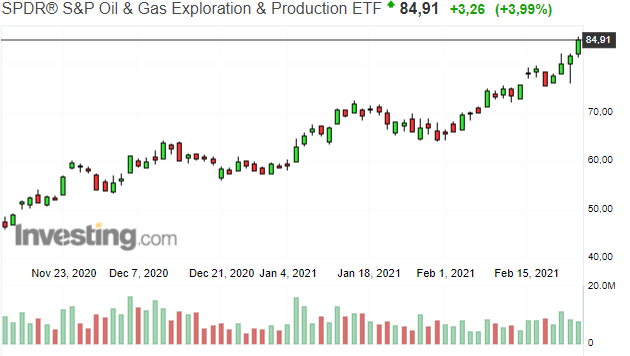 SPDR® S&P Oil & Gas Exploration & Production ETF 84,91 +3,26 (+3,99%)
84,91
70,00
60,00
50,00
40,00
Investing.com
Nov 23, 2020 Dec 7, 2020 Dec 21, 2020 Jan 4, 2021 Jan 18, 2021 Feb 1, 2021 Feb 15, 2021
20.0M
0